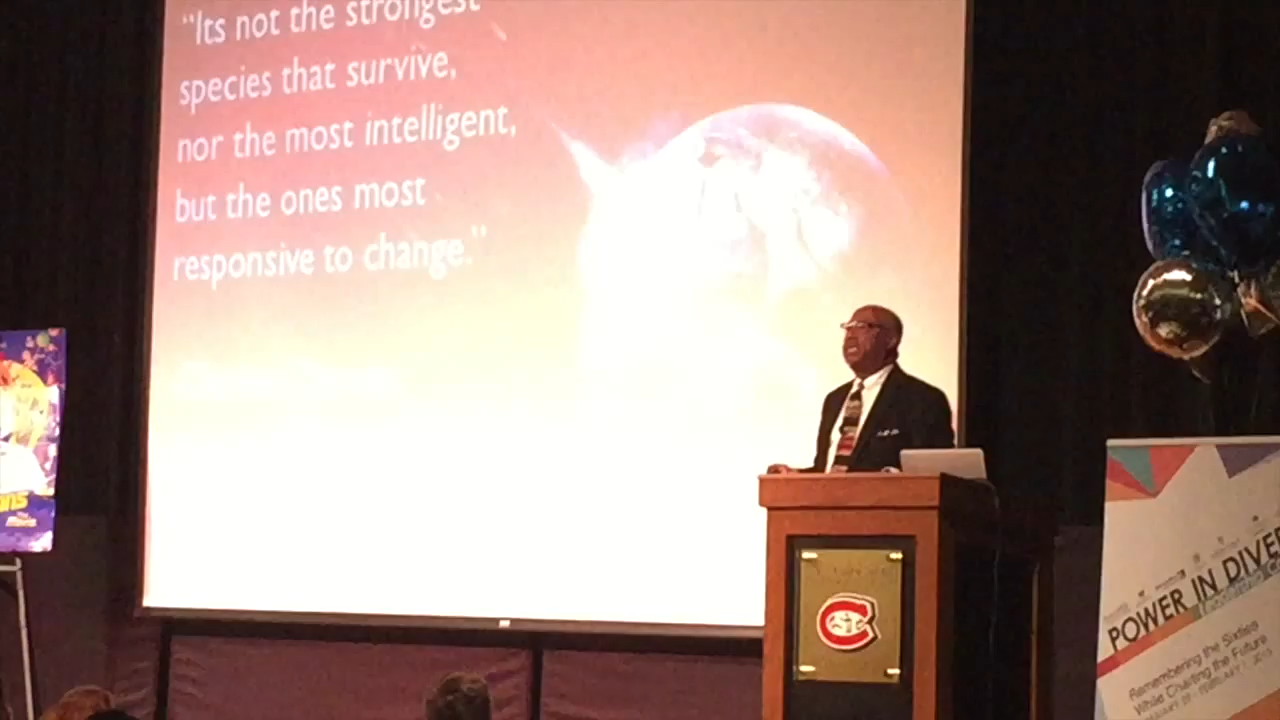 “Its not the strongest
species that survive,
nor the most intelligent,
but the ones most
responsive to change.”
POWER IN DIVER
Remembering the Sixties
While Charting the Future